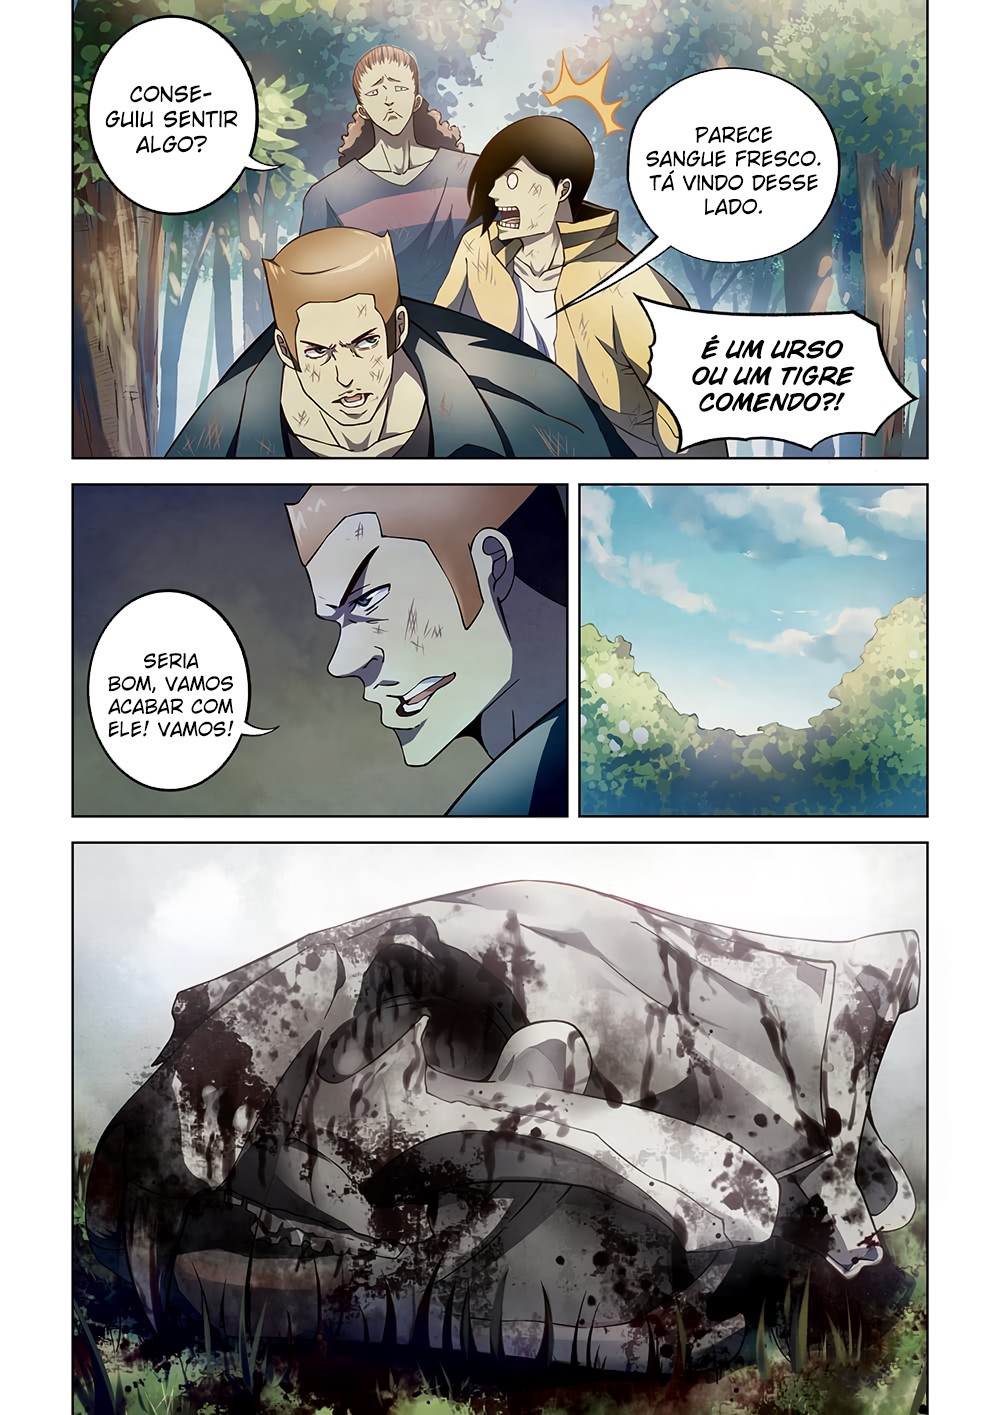 CONSE-
GUIU SENTIR
ALGO?
PARECE
SANGUE FRESCO.
TÁ VINDO DESSE
LADO.
É UM URSO
OU UM TIGRE
COMENDO?!
SERIA
BOM, VAMOS
ACABAR COM
ELE! VAMOS!